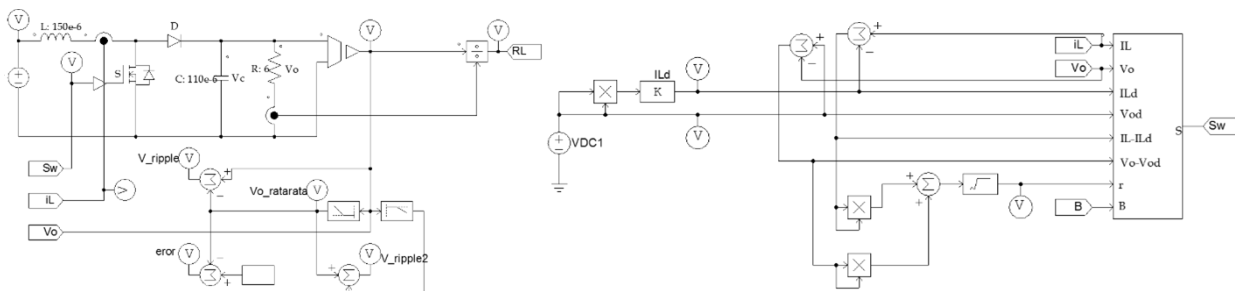 V
L: 150e-6
D
V
V
V
S
C: 110e-6
Vc
R: 6
Vo
RL
Sw
iL
Vo
V_ripple
V
V
Vo_ratarata
V
eror
V
V
V_ripple2
iL
Vo
B
IL
Vo
ILd
Vod
IL-ILd
Vo-Vod
r
B
S
Sw
ILd
V
K
V
VDC1
V